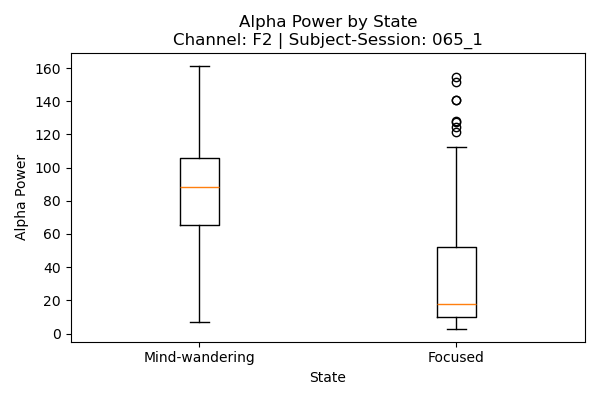 Alpha Power by State
Channel: F2 | Subject-Session: 065_1
160
140
120
100
80
60
40
20
0
Alpha Power
Mind-wandering
Focused
State